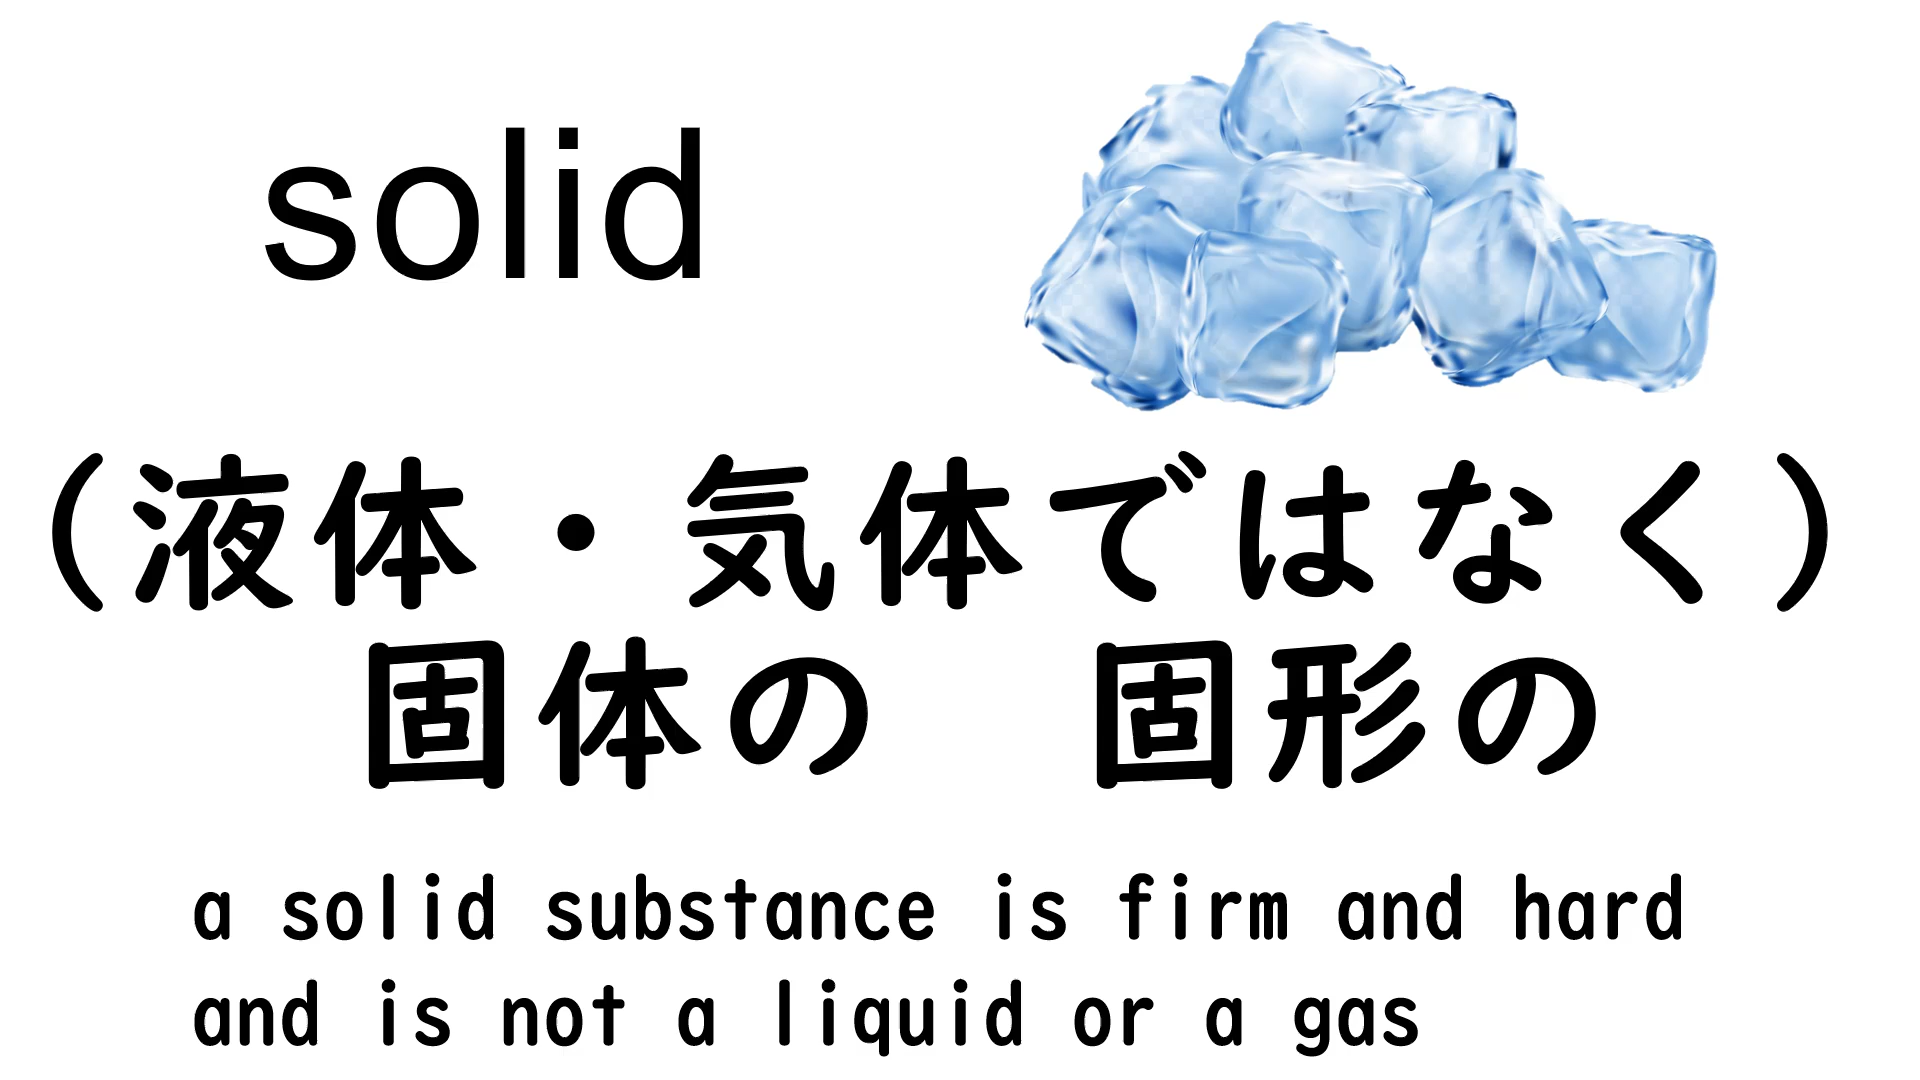 solid
（液体・気体ではなく）
固体の　固形の
a solid substance is firm and hard
and is not a liquid or a gas